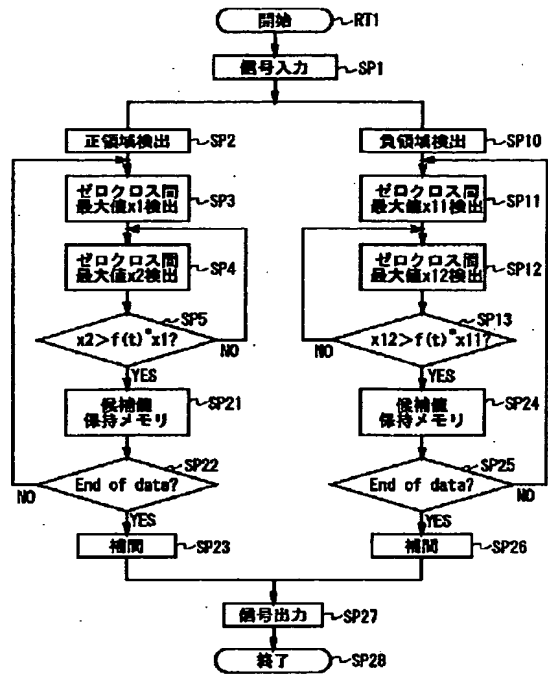 開始
RT1
信号入力
SP1
正領域検出
SP2
負領域検出
SP10
ゼロクロス間
最大値x1検出
SP3
ゼロクロス間
最大値x11検出
SP11
ゼロクロス間
最大値x2検出
SP4
ゼロクロス間
最大値x12検出
SP12
SP5
x2>f(t)*x1?
NO
YES
SP13
x12>f(t)*x11?
NO
YES
候補値
保持メモリ
SP21
候補値
保持メモリ
SP24
SP22
End of data?
NO
YES
SP25
End of data?
NO
YES
補間
SP23
補間
SP26
信号出力
SP27
終了
SP28